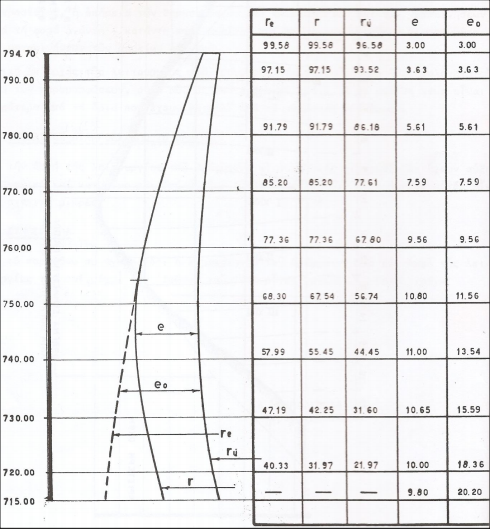 re r rü e eo
794.70 99.58 99.58 96.58 3.00 3.00
790.00 97.15 97.15 93.52 3.63 3.63
780.00 91.79 91.79 86.18 5.61 5.61
770.00 85.20 85.20 77.61 7.59 7.59
760.00 77.36 77.36 67.80 9.56 9.56
750.00 68.30 67.54 56.74 10.80 11.56
e
740.00 57.99 55.45 44.45 11.00 13.54
eo
730.00 47.19 42.25 31.60 10.65 15.59
re
rü
720.00 40.33 31.97 21.97 10.00 18.36
r
715.00 — — — 9.80 20.20